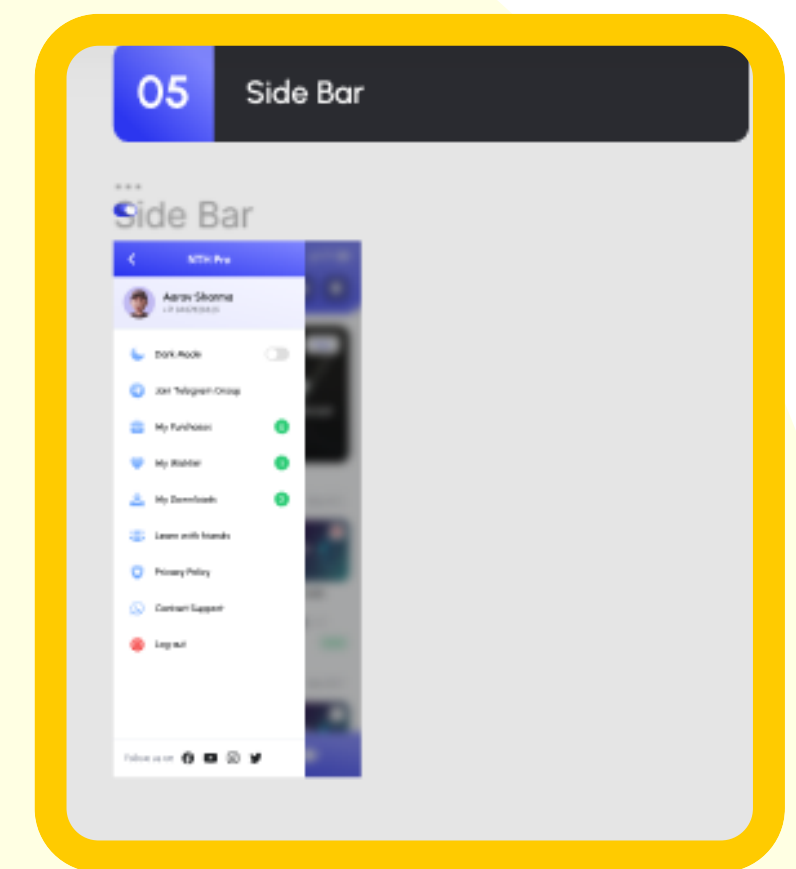 05
Side Bar
Side Bar
NTH Pro
Aarav Sharma
Dark Mode
Join Telegram Group
My Purchases
My Wishlist
My Downloads
Learn with friends
Privacy Policy
Contact Support
Log out
Follow us on